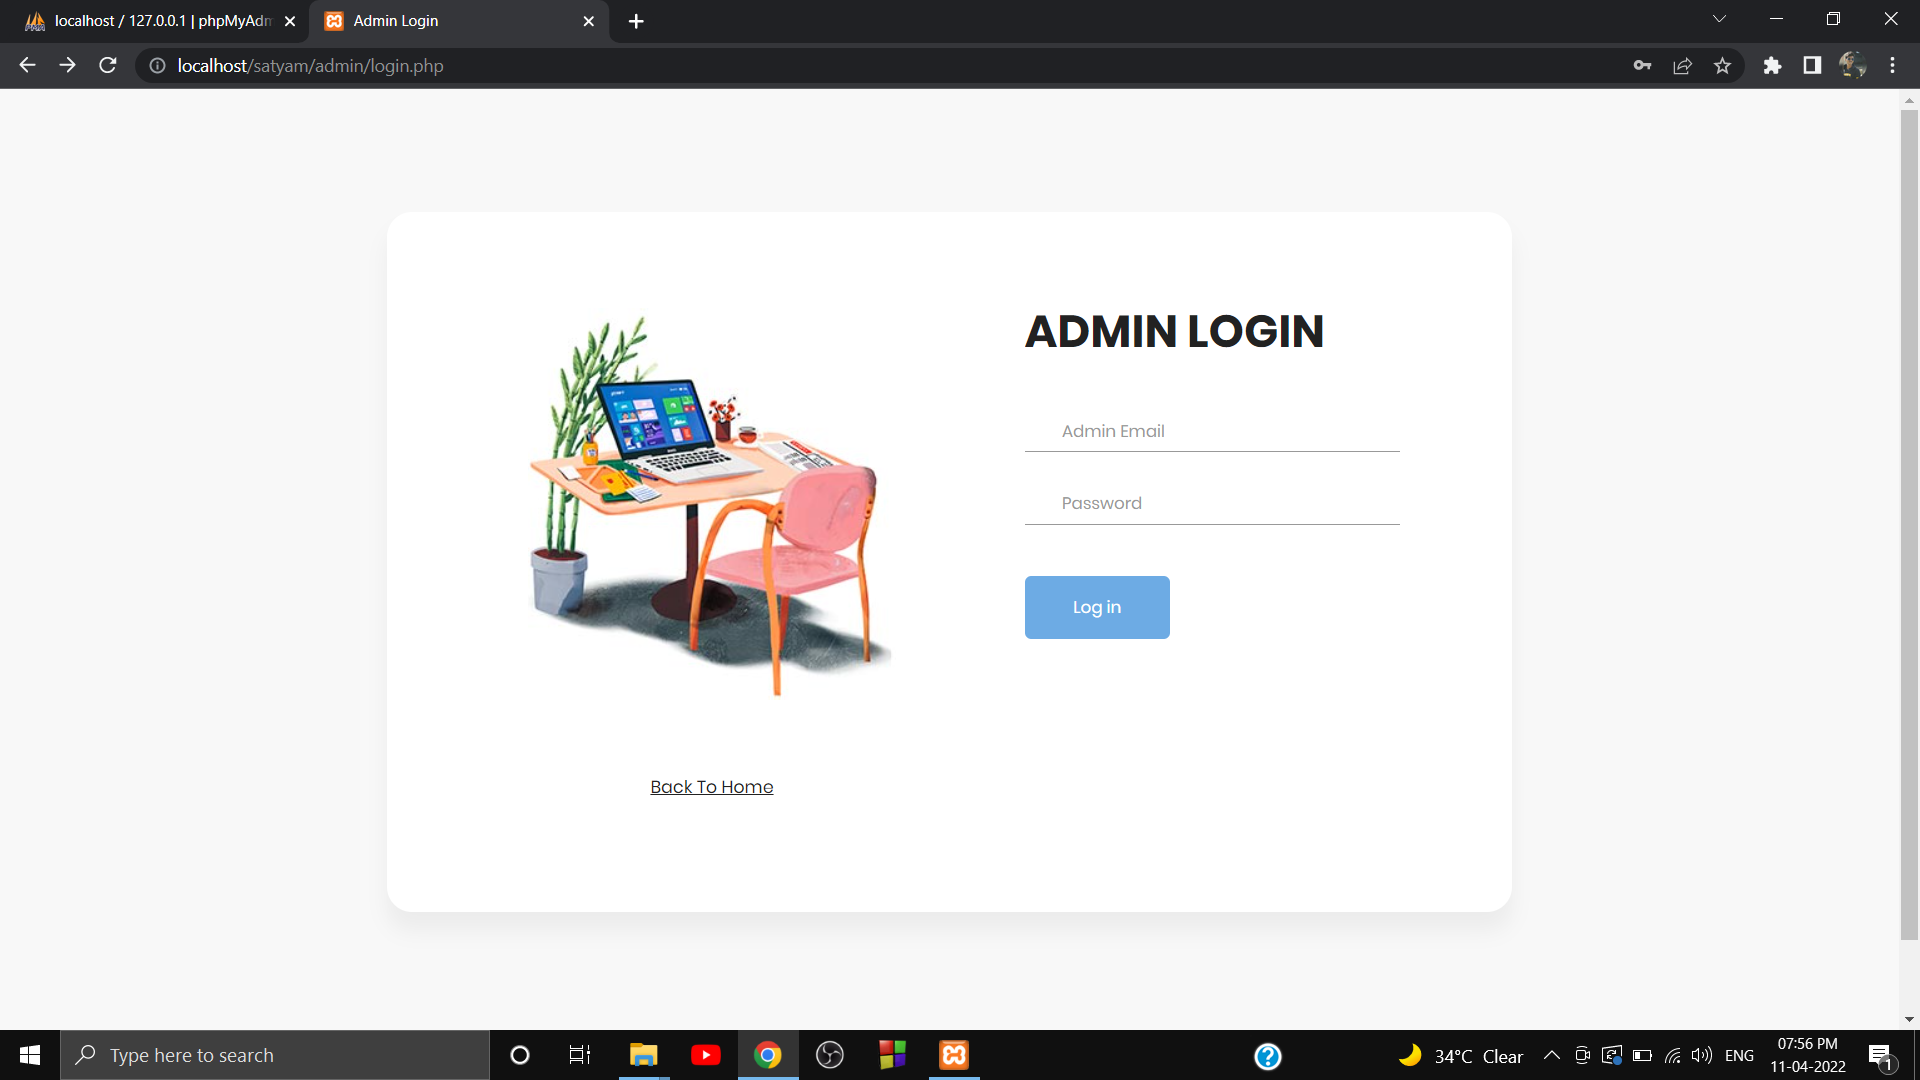 localhost / 127.0.0.1 | phpMyAdm
Admin Login
localhost/satyam/admin/login.php
ADMIN LOGIN
Admin Email
Password
Log in
Back To Home
Type here to search
34°C Clear
ENG
07:56 PM
11-04-2022
1